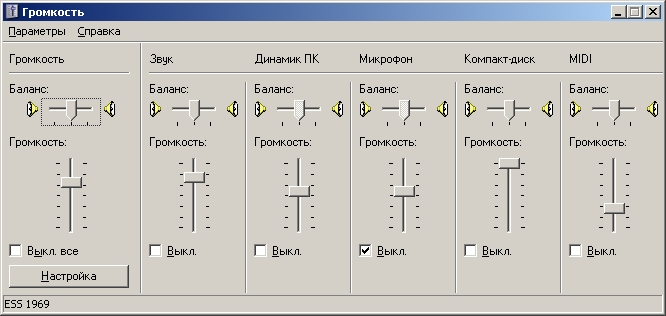 Громкость
Параметры Справка
Громкость Звук Динамик ПК Микрофон Компакт-диск MIDI
Баланс: Баланс: Баланс: Баланс: Баланс: Баланс:
Громкость: Громкость: Громкость: Громкость: Громкость: Громкость:
Выкл. все Выкл. Выкл. Выкл. Выкл. Выкл.
Настройка
ESS 1969